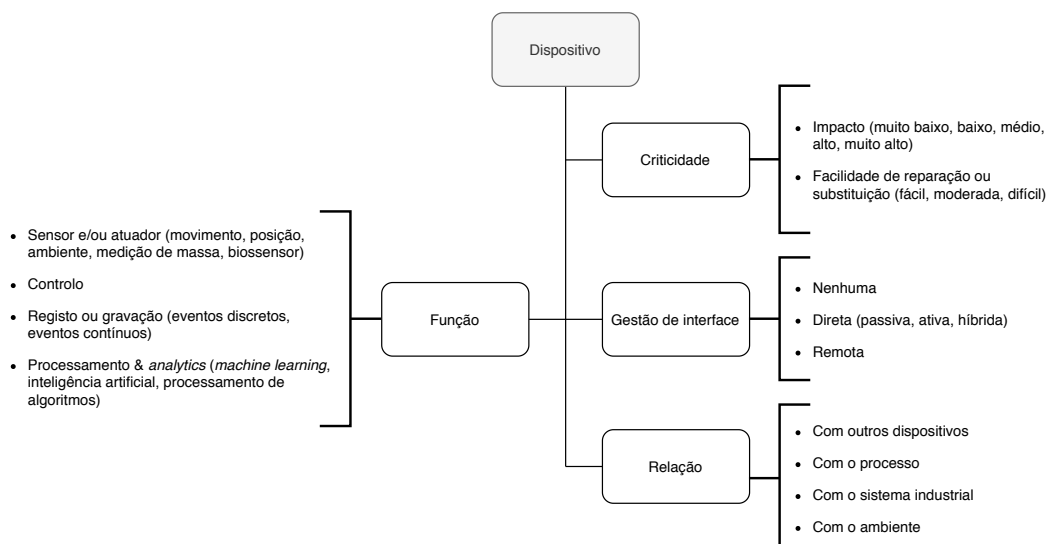 Dispositivo
Criticidade
• Impacto (muito baixo, baixo, médio,
alto, muito alto)
• Facilidade de reparação ou
substituição (fácil, moderada, difícil)
• Sensor e/ou atuador (movimento, posição,
ambiente, medição de massa, biossensor)
• Controlo
• Registo ou gravação (eventos discretos,
eventos contínuos)
• Processamento & analytics (machine learning,
inteligência artificial, processamento de
algoritmos)
Função
Gestão de interface
• Nenhuma
• Direta (passiva, ativa, híbrida)
• Remota
Relação
• Com outros dispositivos
• Com o processo
• Com o sistema industrial
• Com o ambiente